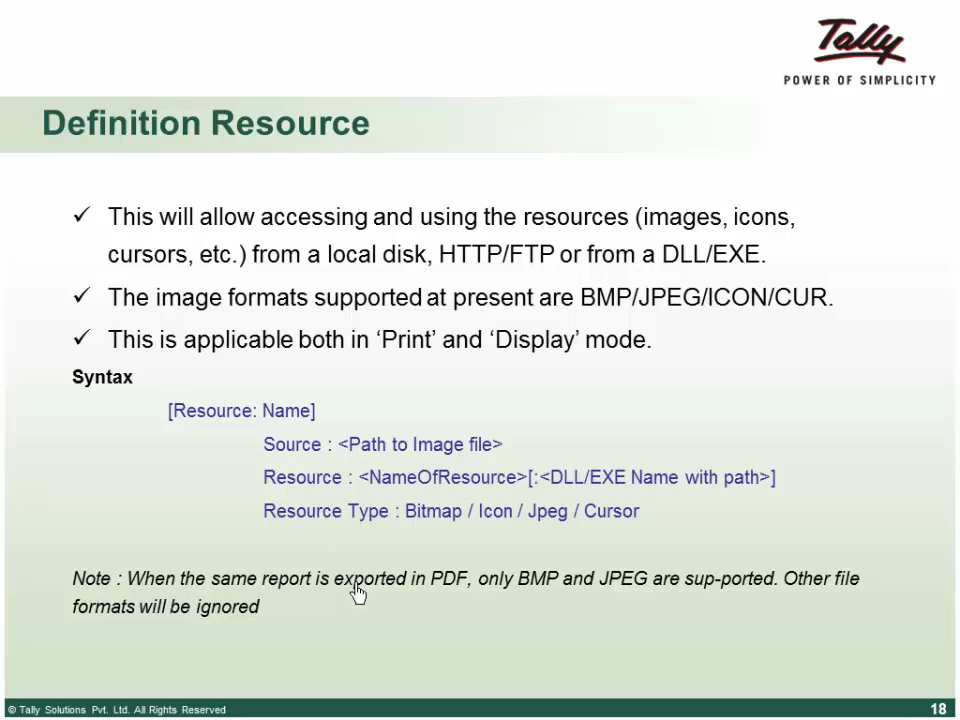 Tally
POWER OF SIMPLICITY
Definition Resource
✓ This will allow accessing and using the resources (images, icons,
cursors, etc.) from a local disk, HTTP/FTP or from a DLL/EXE.
✓ The image formats supported at present are BMP/JPEG/ICON/CUR.
✓ This is applicable both in ‘Print’ and ‘Display’ mode.
Syntax
[Resource: Name]
Source : <Path to Image file>
Resource : <NameOfResource>[:<DLL/EXE Name with path>]
Resource Type : Bitmap / Icon / Jpeg / Cursor
Note : When the same report is exported in PDF, only BMP and JPEG are sup-ported. Other file
formats will be ignored
© Tally Solutions Pvt. Ltd. All Rights Reserved 18